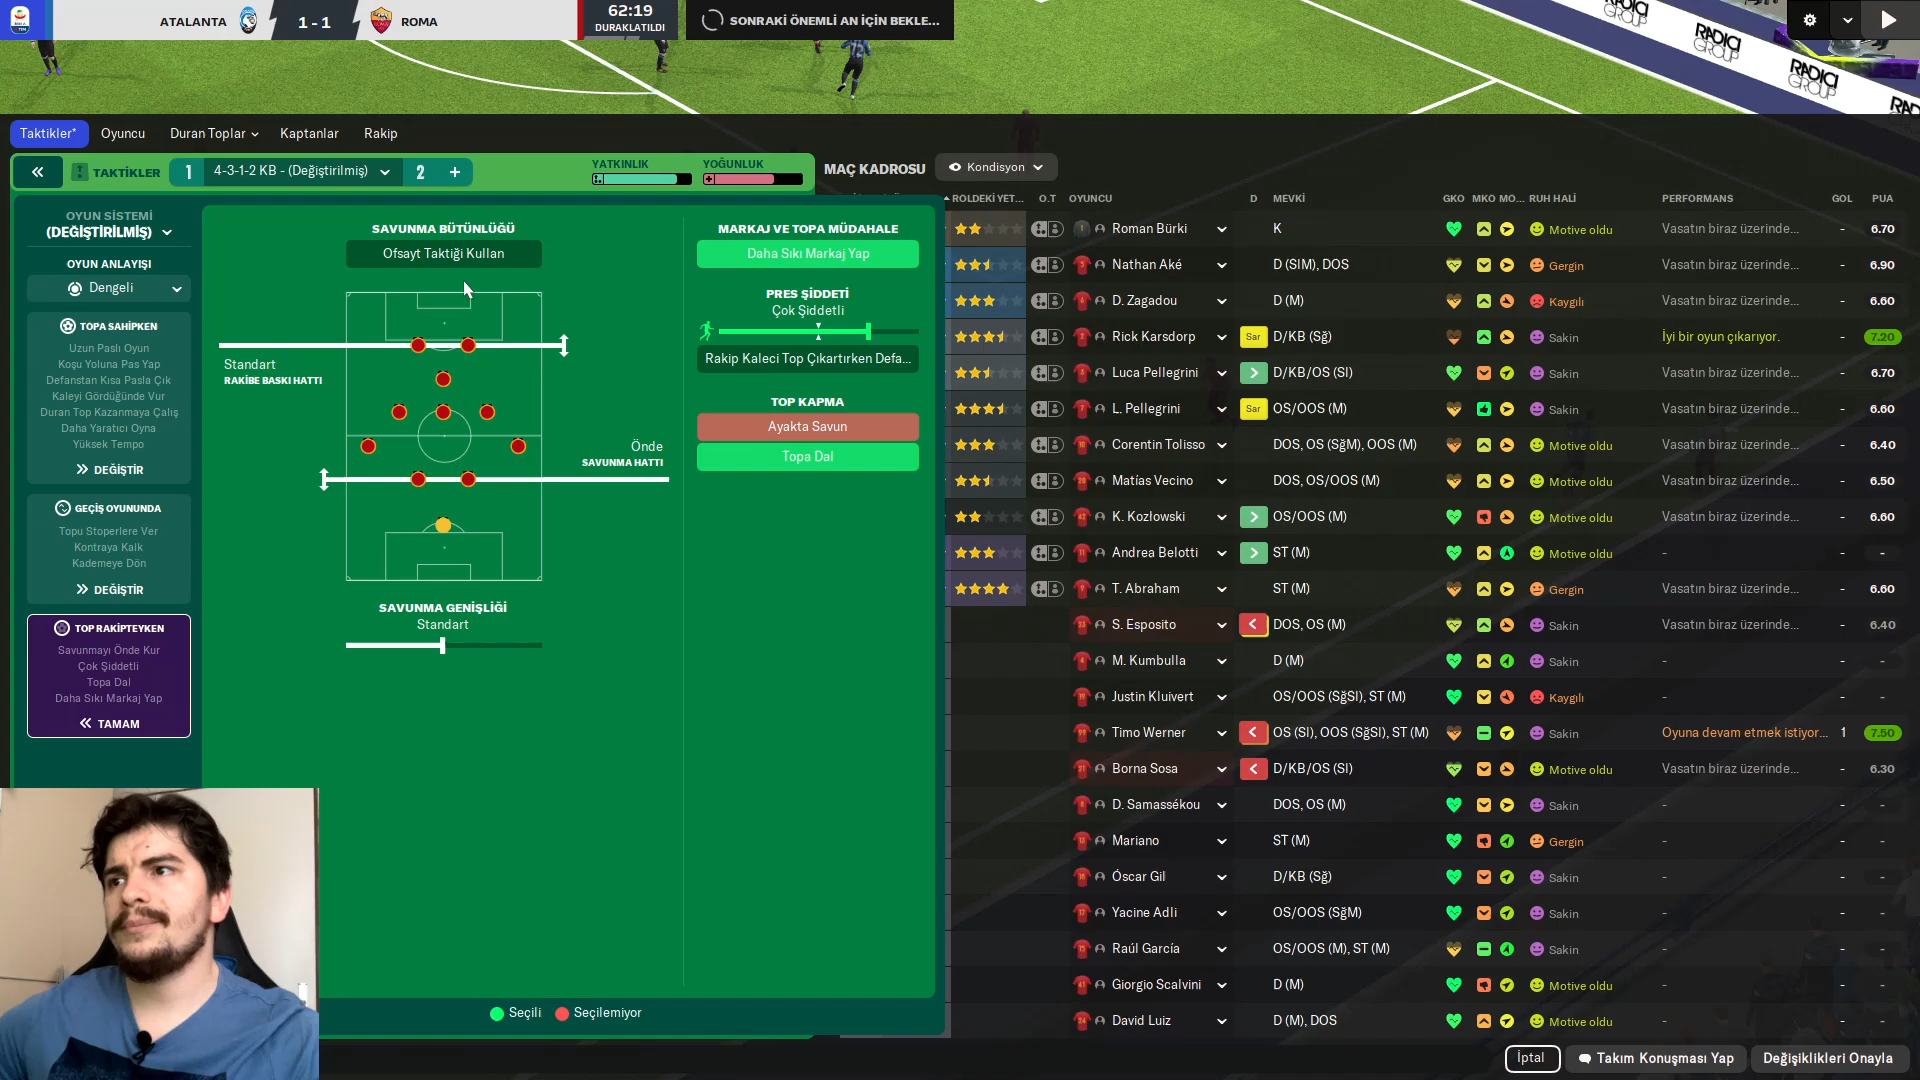 ATALANTA
1 - 1
ROMA
62:19
DURAKLATILDI
SONRAKİ ÖNEMLİ AN İÇİN BEKLE...
RADICI GROUP
RADICI GROUP
RADICI GROUP
Taktikler*
Oyuncu
Duran Toplar
Kaptanlar
Rakip
TAKTİKLER
1
4-3-1-2 KB - (Değiştirilmiş)
2
+
YATKINLIK
YOĞUNLUK
MAÇ KADROSU
Kondisyon
OYUN SİSTEMİ
(DEĞİŞTİRİLMİŞ)
OYUN ANLAYIŞI
Dengeli
TOPA SAHİPKEN
Uzun Paslı Oyun
Koşu Yoluna Pas Yap
Defanstan Kısa Pasla Çık
Kaleyi Gördüğünde Vur
Duran Top Kazanmaya Çalış
Daha Yaratıcı Oyna
Yüksek Tempo
DEĞİŞTİR
GEÇİŞ OYUNUNDA
Topu Stoperlere Ver
Kontraya Kalk
Kademeye Dön
DEĞİŞTİR
TOP RAKİPTEYKEN
Savunmayı Önde Kur
Çok Şiddetli
Topa Dal
Daha Sıkı Markaj Yap
TAMAM
SAVUNMA BÜTÜNLÜĞÜ
Ofsayt Taktiği Kullan
Standart
RAKİBE BASKI HATTI
Önde
SAVUNMA HATTI
SAVUNMA GENİŞLİĞİ
Standart
MARKAJ VE TOPA MÜDAHALE
Daha Sıkı Markaj Yap
PRES ŞİDDETİ
Çok Şiddetli
Rakip Kaleci Top Çıkartırken Defa...
TOP KAPMA
Ayakta Savun
Topa Dal
Seçili
Seçilemiyor
ROLDEKİ YET... O.T OYUNCU D MEVKİ GKO MKO MO... RUH HALİ PERFORMANS GOL PUA
Roman Bürki K Motive oldu Vasatın biraz üzerinde... - 6.70
Nathan Aké D (SlM), DOS Gergin Vasatın biraz üzerinde... - 6.90
D. Zagadou D (M) Kaygılı Vasatın biraz üzerinde... - 6.60
Rick Karsdorp Sar D/KB (Sğ) Sakin İyi bir oyun çıkarıyor. - 7.20
Luca Pellegrini D/KB/OS (Sl) Sakin Vasatın biraz üzerinde... - 6.70
L. Pellegrini Sar OS/OOS (M) Sakin Vasatın biraz üzerinde... - 6.60
Corentin Tolisso DOS, OS (SğM), OOS (M) Motive oldu Vasatın biraz üzerinde... - 6.40
Matías Vecino DOS, OS/OOS (M) Motive oldu Vasatın biraz üzerinde... - 6.50
K. Kozłowski OS/OOS (M) Motive oldu Vasatın biraz üzerinde... - 6.60
Andrea Belotti ST (M) Motive oldu - - -
T. Abraham ST (M) Gergin Vasatın biraz üzerinde... - 6.60
S. Esposito DOS, OS (M) Sakin Vasatın biraz üzerinde... - 6.40
M. Kumbulla D (M) Sakin - - -
Justin Kluivert OS/OOS (SğSl), ST (M) Kaygılı - - -
Timo Werner OS (Sl), OOS (SğSl), ST (M) Sakin Oyuna devam etmek istiyor... 1 7.50
Borna Sosa D/KB/OS (Sl) Motive oldu Vasatın biraz üzerinde... - 6.30
D. Samassékou DOS, OS (M) Sakin - - -
Mariano ST (M) Gergin - - -
Óscar Gil D/KB (Sğ) Sakin - - -
Yacine Adli OS/OOS (SğM) Sakin - - -
Raúl García OS/OOS (M), ST (M) Sakin - - -
Giorgio Scalvini D (M) Motive oldu - - -
David Luiz D (M), DOS Motive oldu - - -
İptal
Takım Konuşması Yap
Değişiklikleri Onayla